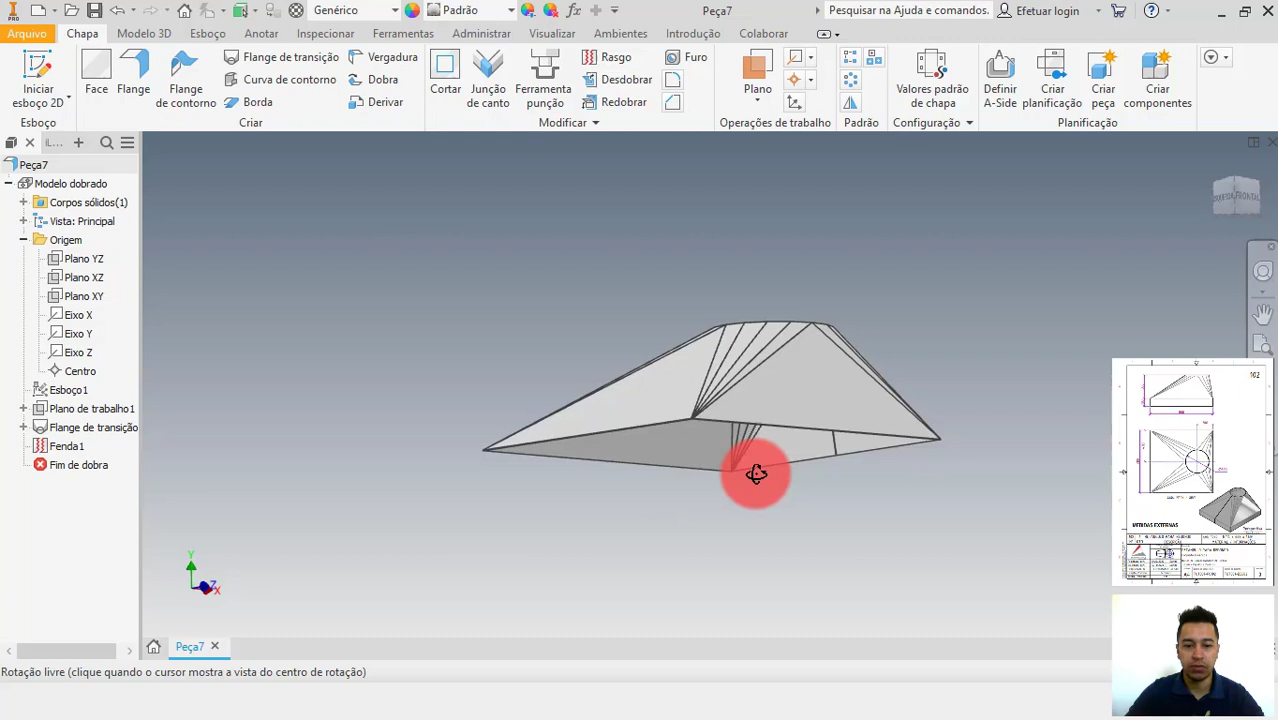 Genérico
Padrão
Peça7
Pesquisar na Ajuda e comandos.
Efetuar login
Arquivo
Chapa
Modelo 3D
Esboço
Anotar
Inspecionar
Ferramentas
Administrar
Visualizar
Ambientes
Introdução
Colaborar
Iniciar
esboço 2D
Face
Flange
Flange
de contorno
Flange de transição
Curva de contorno
Borda
Vergadura
Dobra
Derivar
Cortar
Junção
de canto
Ferramenta
punção
Rasgo
Desdobrar
Redobrar
Furo
Plano
Valores padrão
de chapa
Definir
A-Side
Criar
planificação
Criar
peça
Criar
componentes
Esboço
Criar
Modificar
Operações de trabalho
Padrão
Configuração
Planificação
Peça7
Modelo dobrado
Corpos sólidos(1)
Vista: Principal
Origem
Plano YZ
Plano XZ
Plano XY
Eixo X
Eixo Y
Eixo Z
Centro
Esboço1
Plano de trabalho1
Flange de transição
Fenda1
Fim de dobra
FRONTAL
102
MEDIDAS EXTERNAS
Y
Z
X
Peça7
Rotação livre (clique quando o cursor mostra a vista do centro de rotação)